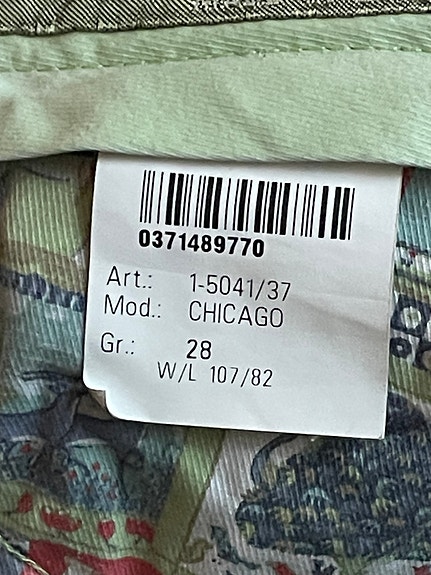 0371489770
Art.: 1-5041/37
Mod.: CHICAGO
Gr.: 28
W/L 107/82